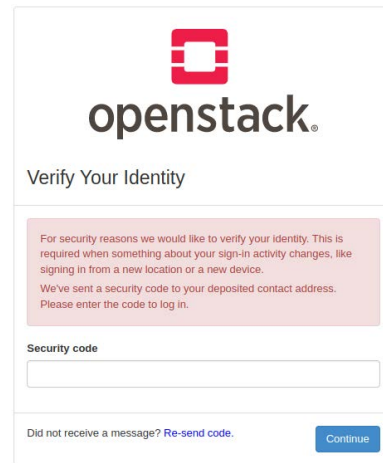 openstack®
Verify Your Identity
For security reasons we would like to verify your identity. This is
required when something about your sign-in activity changes, like
signing in from a new location or a new device.
We've sent a security code to your deposited contact address.
Please enter the code to log in.
Security code
Did not receive a message? Re-send code.
Continue